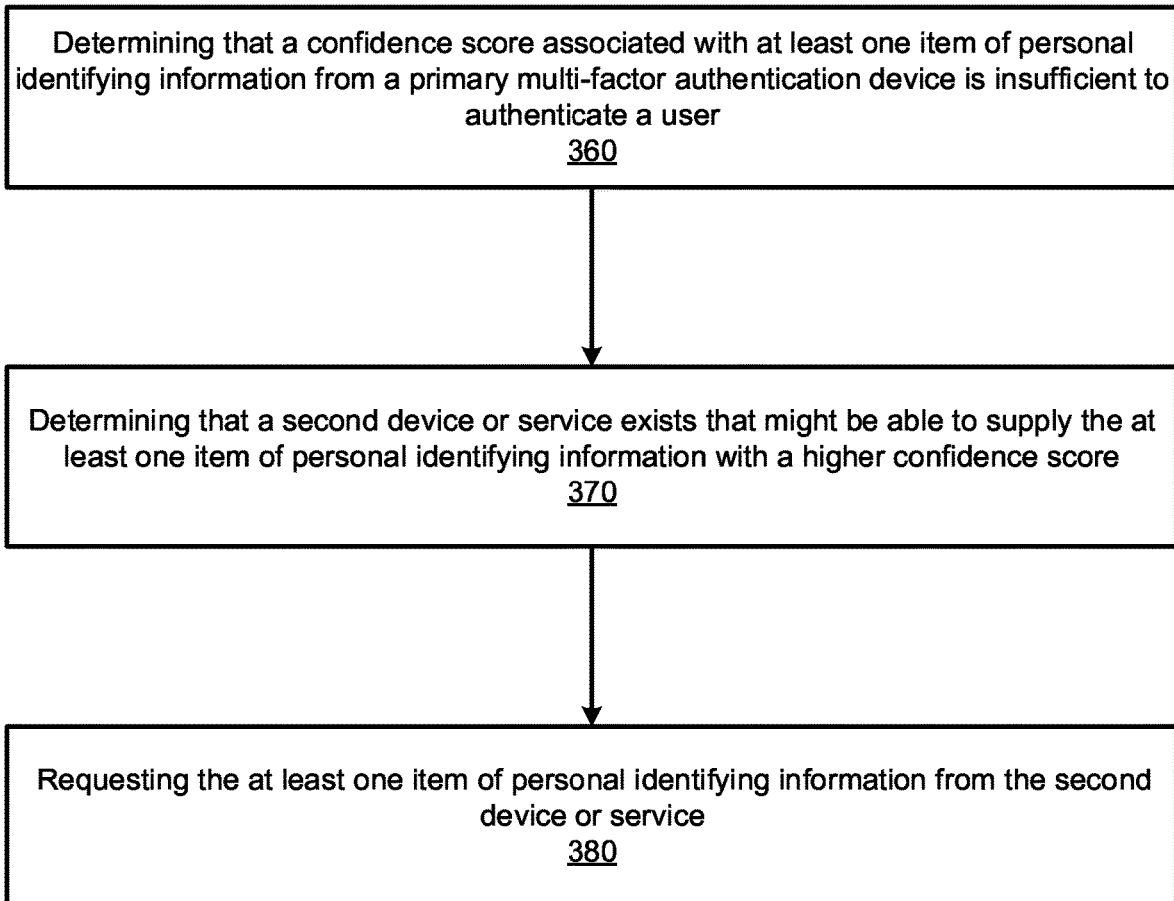 Determining that a confidence score associated with at least one item of personal
identifying information from a primary multi-factor authentication device is insufficient to
authenticate a user
360
Determining that a second device or service exists that might be able to supply the at
least one item of personal identifying information with a higher confidence score
370
Requesting the at least one item of personal identifying information from the second
device or service
380